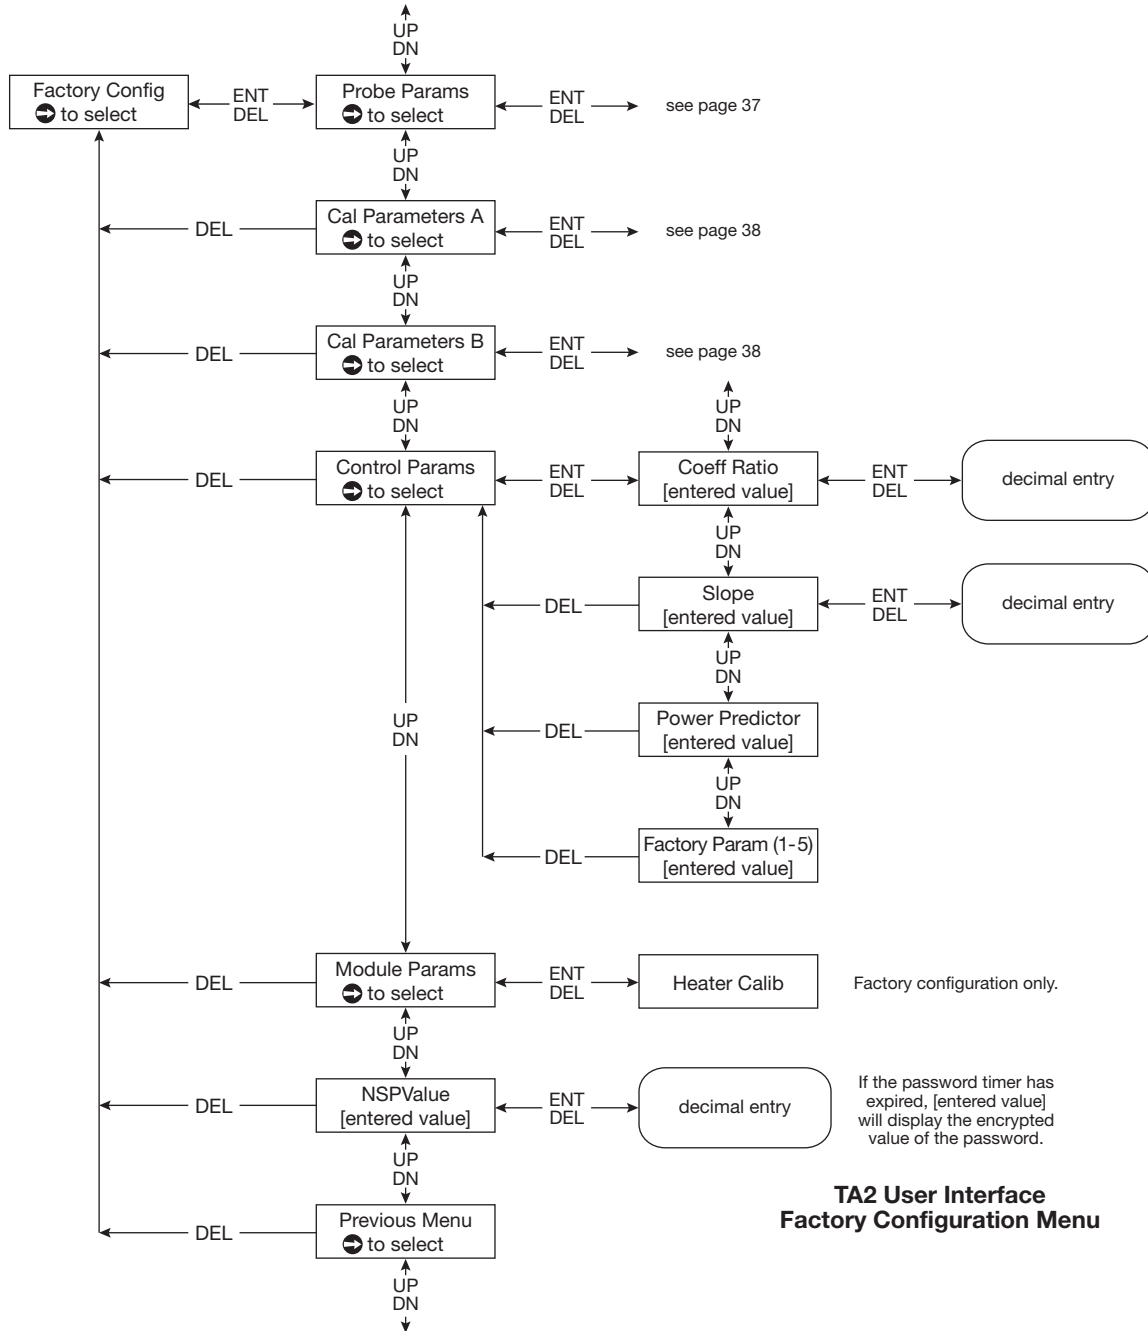 UP
DN
Factory Config
to select
ENT
DEL
Probe Params
to select
ENT
DEL
see page 37
UP
DN
DEL
Cal Parameters A
to select
ENT
DEL
see page 38
UP
DN
DEL
Cal Parameters B
to select
ENT
DEL
see page 38
UP
DN
UP
DN
DEL
Control Params
to select
ENT
DEL
Coeff Ratio
[entered value]
ENT
DEL
decimal entry
UP
DN
DEL
Slope
[entered value]
ENT
DEL
decimal entry
UP
DN
UP
DN
DEL
Power Predictor
[entered value]
UP
DN
DEL
Factory Param (1-5)
[entered value]
DEL
Module Params
to select
ENT
DEL
Heater Calib
Factory configuration only.
UP
DN
DEL
NSPValue
[entered value]
ENT
DEL
decimal entry
If the password timer has
expired, [entered value]
will display the encrypted
value of the password.
UP
DN
DEL
Previous Menu
to select
TA2 User Interface
Factory Configuration Menu
UP
DN